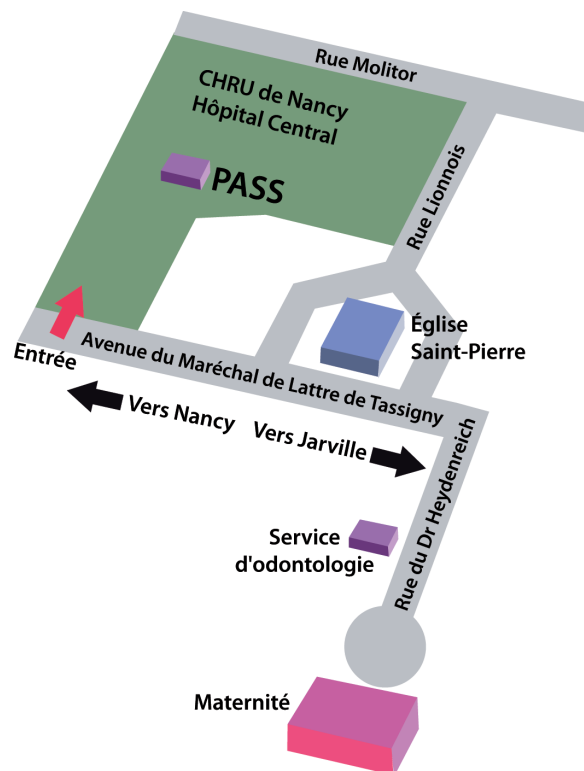 Rue Molitor
CHRU de Nancy
Hôpital Central
PASS
Rue Lionnois
Église
Saint-Pierre
Entrée
Avenue du Maréchal de Lattre de Tassigny
Vers Nancy
Vers Jarville
Rue du Dr Heydenreich
Service
d'odontologie
Maternité